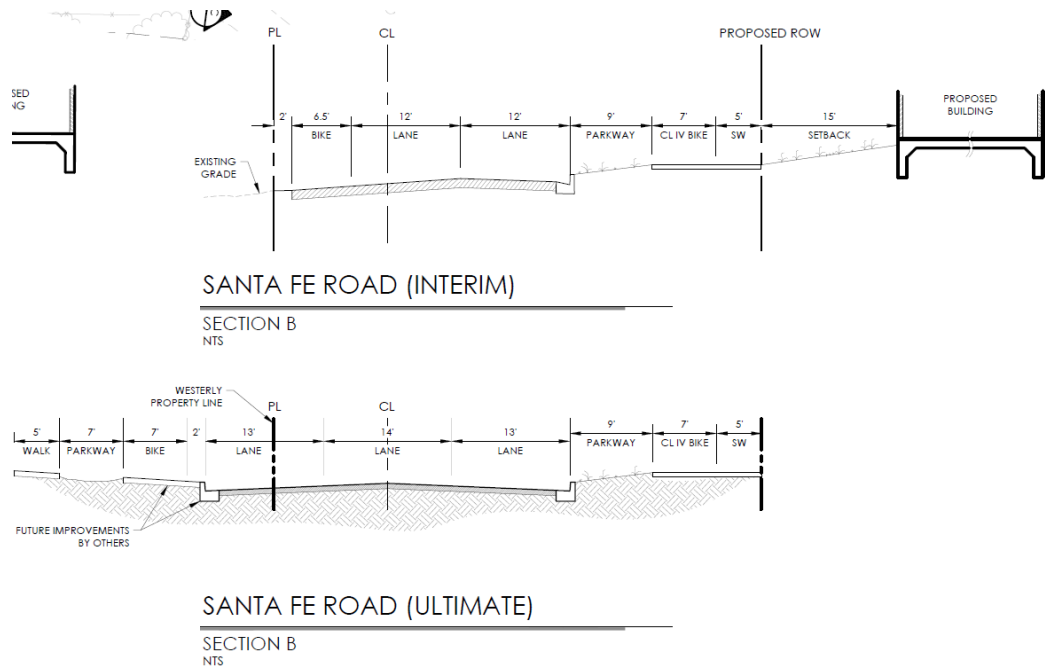 PL
CL
PROPOSED ROW
SED
NG
2'
6.5'
12'
12'
9'
7'
5'
15'
PROPOSED
BUILDING
BIKE
LANE
LANE
PARKWAY
CL IV BIKE
SW
SETBACK
EXISTING
GRADE
SANTA FE ROAD (INTERIM)
SECTION B
NTS
WESTERLY
PROPERTY LINE
PL
CL
5'
7'
7'
2'
13'
14'
13'
9'
7'
5'
WALK
PARKWAY
BIKE
LANE
LANE
LANE
PARKWAY
CL IV BIKE
SW
FUTURE IMPROVEMENTS
BY OTHERS
SANTA FE ROAD (ULTIMATE)
SECTION B
NTS